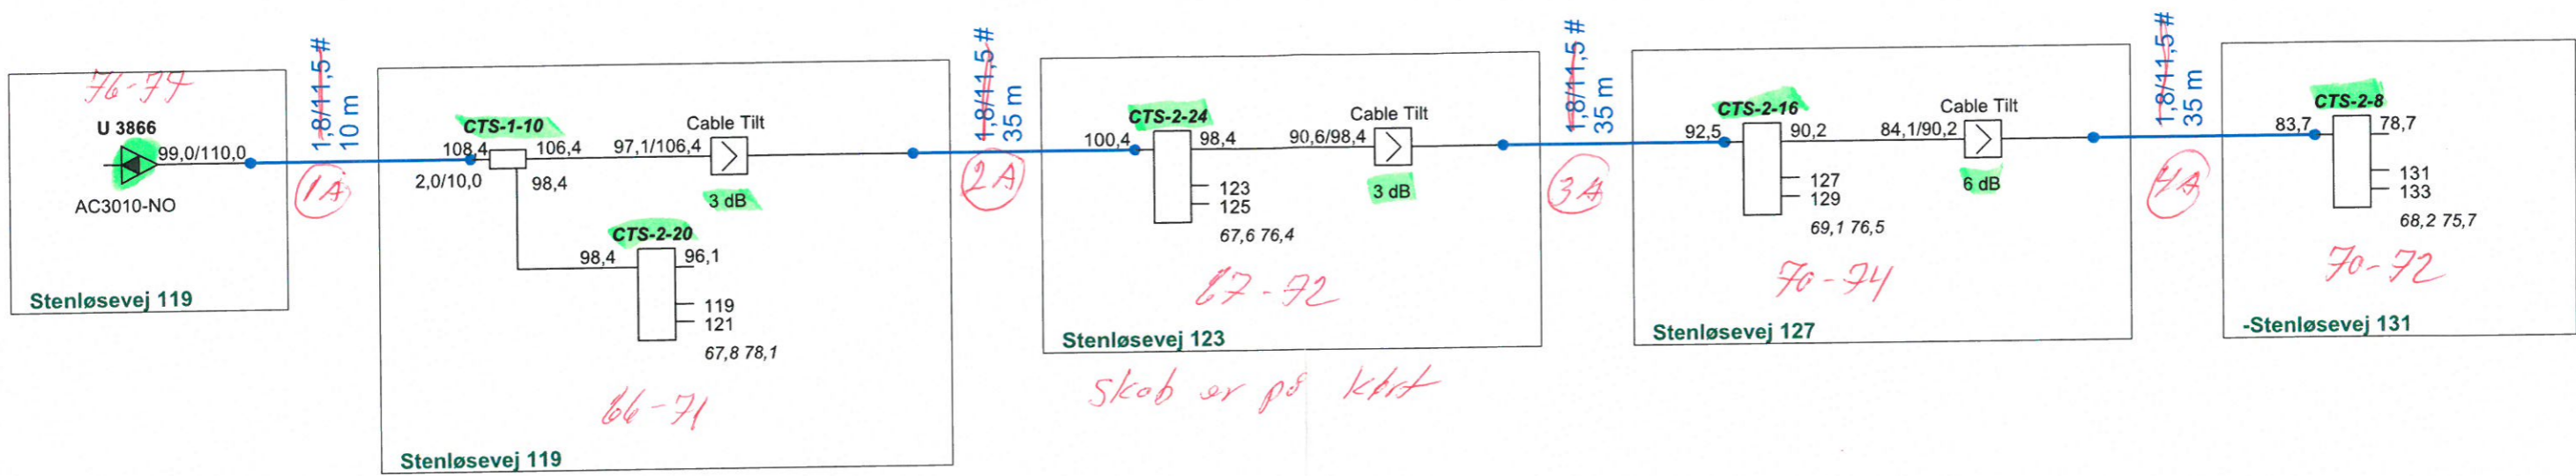 76-77
U 3866
99,0/110,0
AC3010-NO
Stenløsevej 119
1,8/11,5 #
10 m
1A
CTS-1-10
108,4
106,4
2,0/10,0
98,4
97,1/106,4
Cable Tilt
3 dB
CTS-2-20
98,4
96,1
119
121
67,8 78,1
66-71
Stenløsevej 119
1,8/11,5 #
35 m
2A
CTS-2-24
100,4
98,4
90,6/98,4
Cable Tilt
3 dB
123
125
67,6 76,4
67-72
Stenløsevej 123
skab er på kørt
1,8/11,5 #
35 m
3A
CTS-2-16
92,5
90,2
84,1/90,2
Cable Tilt
6 dB
127
129
69,1 76,5
70-74
Stenløsevej 127
1,8/11,5 #
35 m
4A
CTS-2-8
83,7
78,7
131
133
68,2 75,7
70-72
-Stenløsevej 131